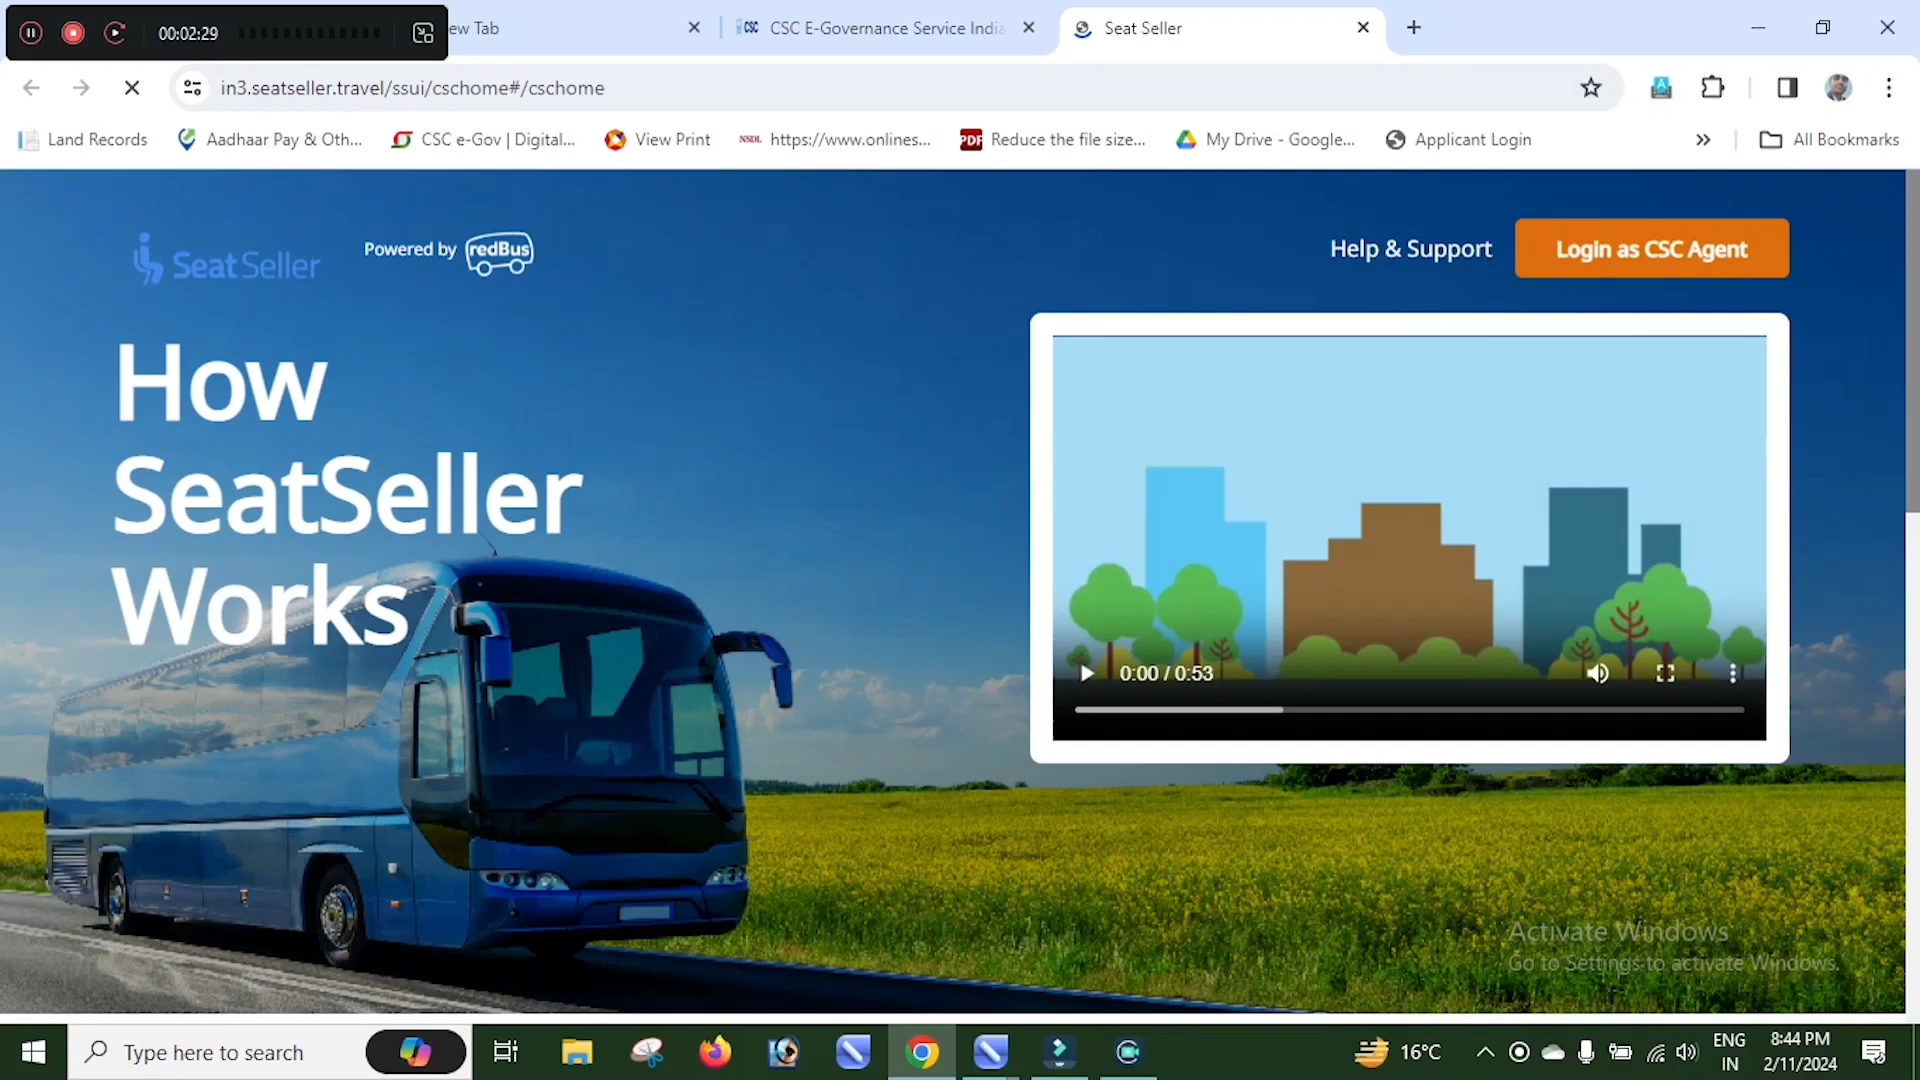 00:02:29
ew Tab
CSC E-Governance Service India
Seat Seller
in3.seatseller.travel/ssui/cschome#/cschome
Land Records
Aadhaar Pay & Oth...
CSC e-Gov | Digital...
View Print
NSDL https://www.onlines...
PDF Reduce the file size...
My Drive - Google...
Applicant Login
All Bookmarks
SeatSeller
Powered by redBus
Help & Support
Login as CSC Agent
How
SeatSeller
Works
0:00 / 0:53
Activate Windows
Go to Settings to activate Windows.
Type here to search
16°C
ENG
IN
8:44 PM
2/11/2024